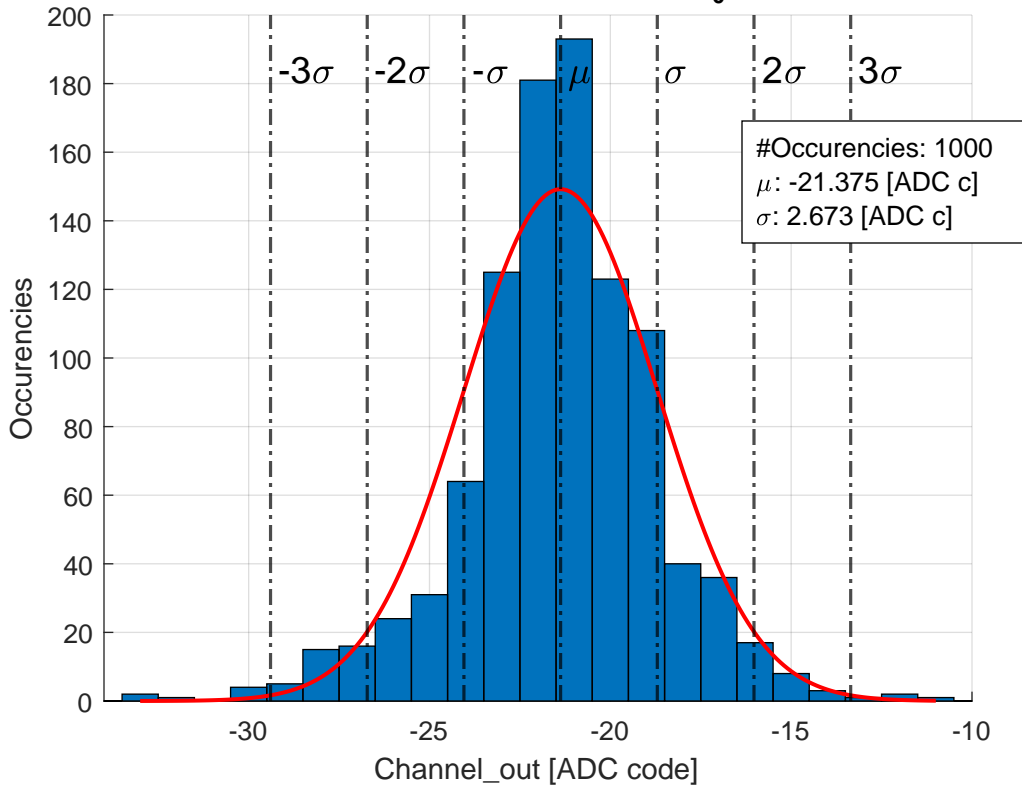 200
180
160
140
120
100
80
60
40
20
0
Occurencies
-3σ
-2σ
-σ
μ
σ
2σ
3σ
#Occurencies: 1000
μ: -21.375 [ADC c]
σ: 2.673 [ADC c]
-30
-25
-20
-15
-10
Channel_out [ADC code]